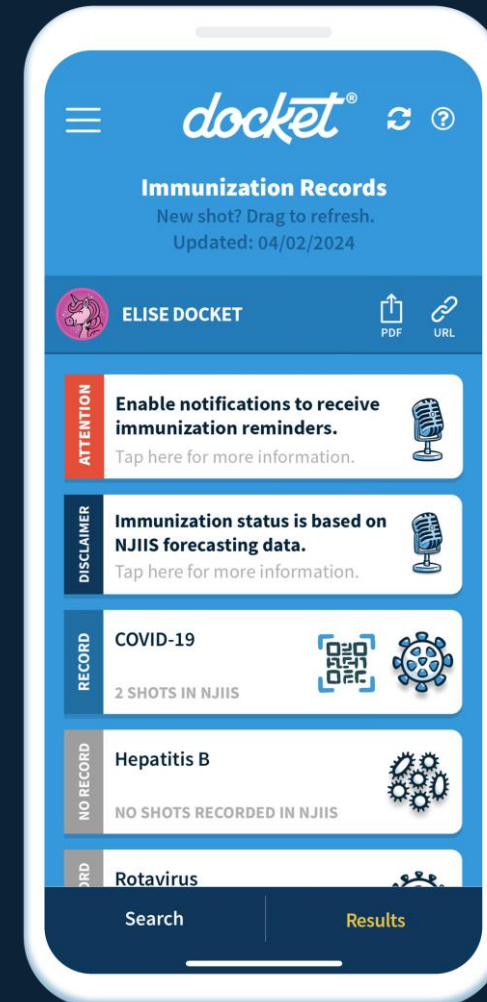 docket®
Immunization Records
New shot? Drag to refresh.
Updated: 04/02/2024
ELISE DOCKET
PDF
URL
ATTENTION
Enable notifications to receive
immunization reminders.
Tap here for more information.
DISCLAIMER
Immunization status is based on
NJIIS forecasting data.
Tap here for more information.
RECORD
COVID-19
2 SHOTS IN NJIIS
NO RECORD
Hepatitis B
NO SHOTS RECORDED IN NJIIS
Rotavirus
Search
Results